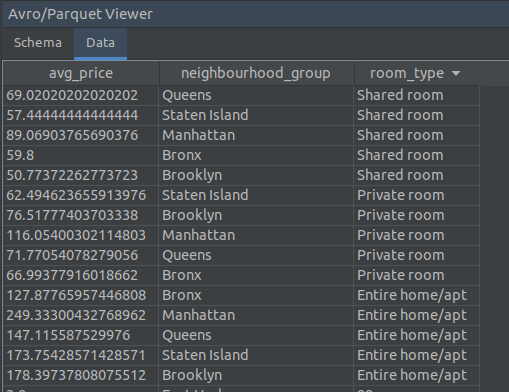 Avro/Parquet Viewer
Schema Data
avg_price neighbourhood_group room_type
69.02020202020202 Queens Shared room
57.44444444444444 Staten Island Shared room
89.06903765690376 Manhattan Shared room
59.8 Bronx Shared room
50.77372262773723 Brooklyn Shared room
62.494623655913976 Staten Island Private room
76.51777403703338 Brooklyn Private room
116.05400302114803 Manhattan Private room
71.77054078279056 Queens Private room
66.99377916018662 Bronx Private room
127.87765957446808 Bronx Entire home/apt
249.33300432768962 Manhattan Entire home/apt
147.115587529976 Queens Entire home/apt
173.75428571428571 Staten Island Entire home/apt
178.39737808075512 Brooklyn Entire home/apt